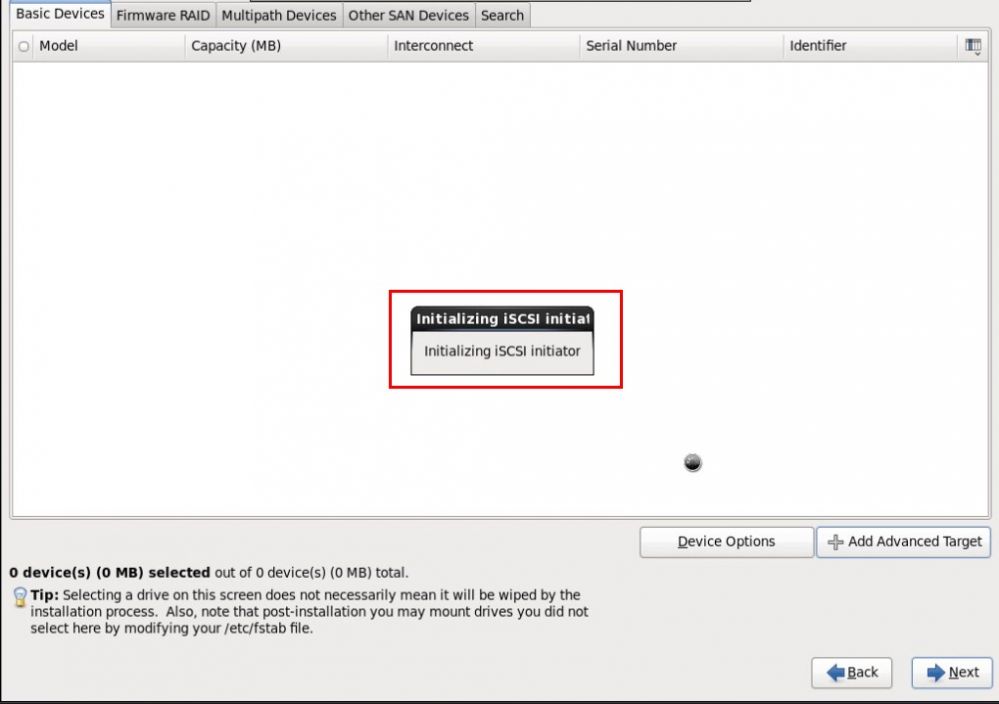 Basic Devices Firmware RAID Multipath Devices Other SAN Devices Search
Model Capacity (MB) Interconnect Serial Number Identifier
Initializing iSCSI initiat
Initializing iSCSI initiator
Device Options Add Advanced Target
0 device(s) (0 MB) selected out of 0 device(s) (0 MB) total.
Tip: Selecting a drive on this screen does not necessarily mean it will be wiped by the
installation process. Also, note that post-installation you may mount drives you did not
select here by modifying your /etc/fstab file.
Back Next